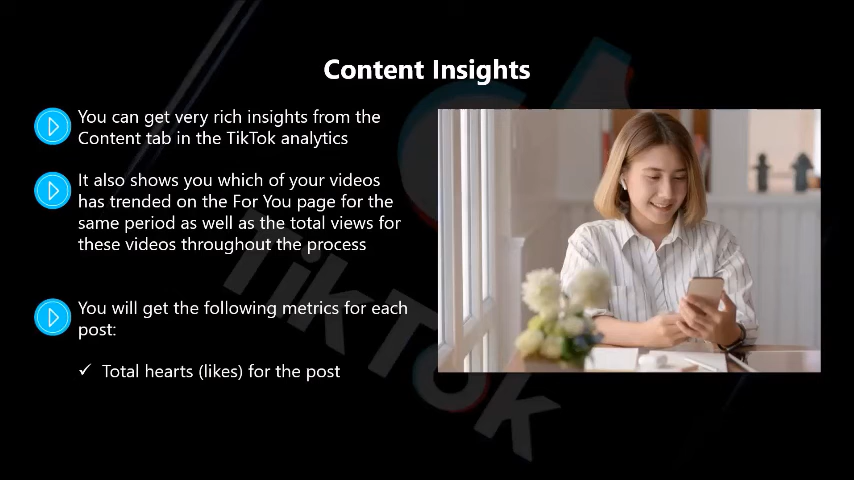 Content Insights
You can get very rich insights from the
Content tab in the TikTok analytics
It also shows you which of your videos
has trended on the For You page for the
same period as well as the total views for
these videos throughout the process
You will get the following metrics for each
post:
✓ Total hearts (likes) for the post
TikTok